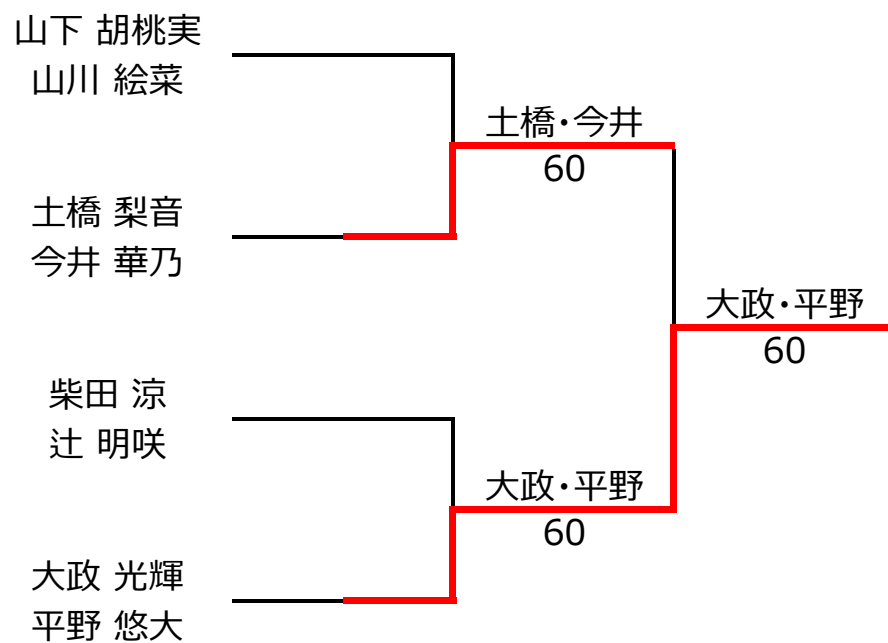 山下 胡桃実
山川 絵菜
土橋・今井
60
土橋 梨音
今井 華乃
大政・平野
60
柴田 涼
辻 明咲
大政・平野
60
大政 光輝
平野 悠大